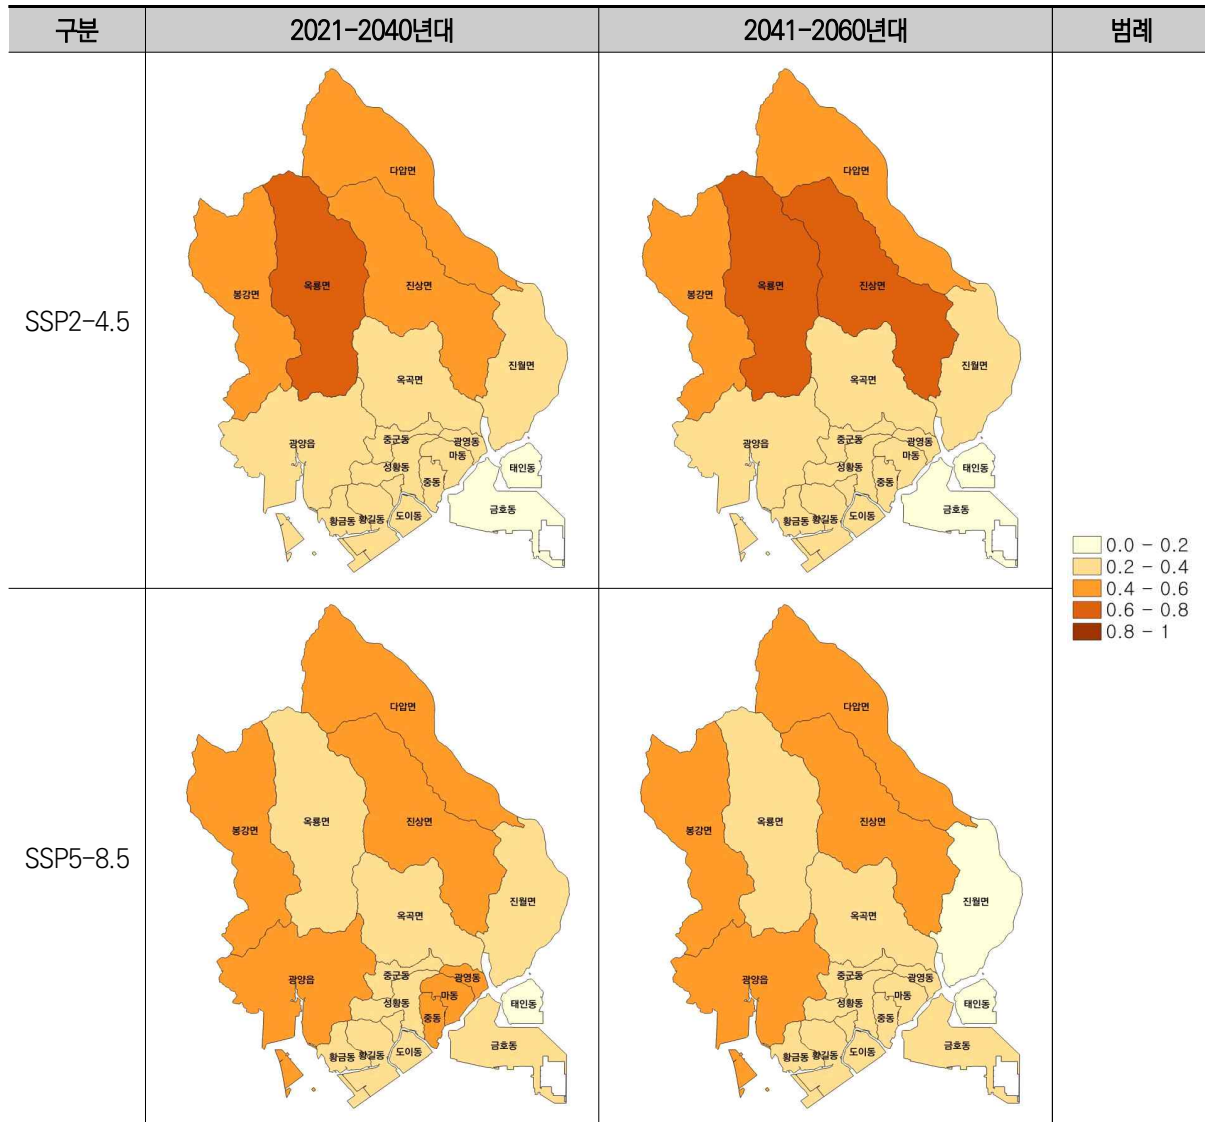 구분
2021-2040년대
2041-2060년대
범례
SSP2-4.5
다압면
봉강면
옥룡면
진상면
진월면
옥곡면
광양읍
중군동
광영동
마동
성황동
중동
태인동
금호동
황금동
황길동
도이동
다압면
봉강면
옥룡면
진상면
진월면
옥곡면
광양읍
중군동
광영동
마동
성황동
중동
태인동
금호동
황금동
황길동
도이동
0.0 - 0.2
0.2 - 0.4
0.4 - 0.6
0.6 - 0.8
0.8 - 1
SSP5-8.5
다압면
봉강면
옥룡면
진상면
진월면
옥곡면
광양읍
중군동
광영동
마동
성황동
중동
태인동
금호동
황금동
황길동
도이동
다압면
봉강면
옥룡면
진상면
진월면
옥곡면
광양읍
중군동
광영동
마동
성황동
중동
태인동
금호동
황금동
황길동
도이동